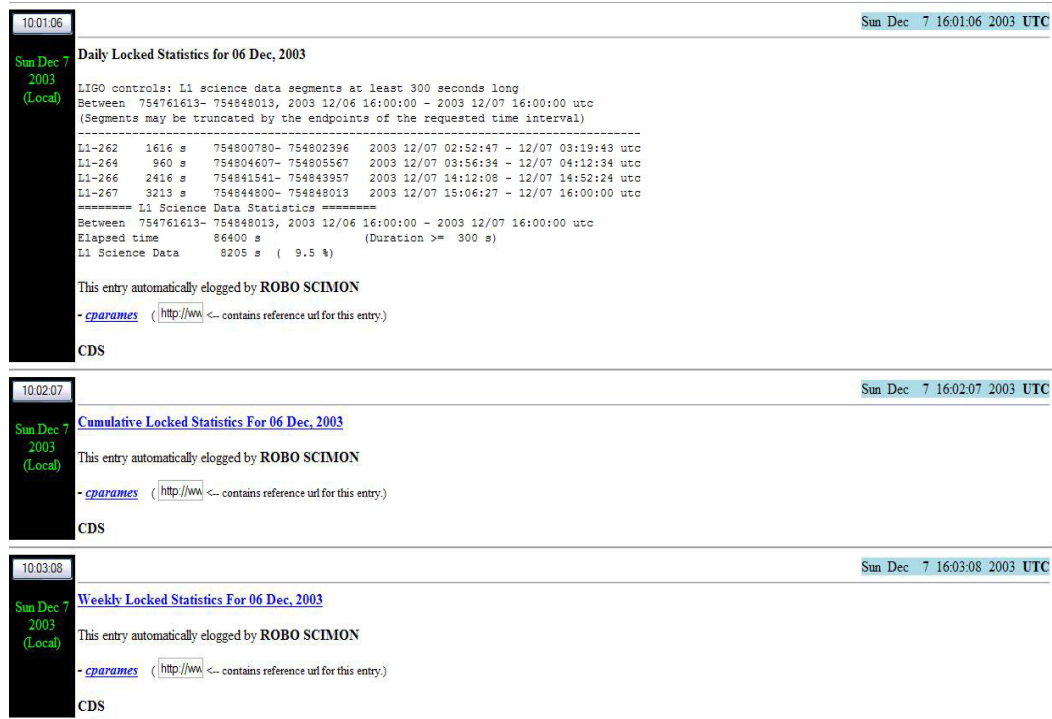 10:01:06
Sun Dec 7 16:01:06 2003 UTC
Sun Dec 7
2003
(Local)
Daily Locked Statistics for 06 Dec, 2003
LIGO controls: L1 science data segments at least 300 seconds long
Between 754761613- 754848013, 2003 12/06 16:00:00 - 2003 12/07 16:00:00 utc
(Segments may be truncated by the endpoints of the requested time interval)
--------------------------------------------------------------------------------
L1-262 1616 s 754800780- 754802396 2003 12/07 02:52:47 - 12/07 03:19:43 utc
L1-264 960 s 754804607- 754805567 2003 12/07 03:56:34 - 12/07 04:12:34 utc
L1-266 2416 s 754841541- 754843957 2003 12/07 14:12:08 - 12/07 14:52:24 utc
L1-267 3213 s 754844800- 754848013 2003 12/07 15:06:27 - 12/07 16:00:00 utc
======== L1 Science Data Statistics ========
Between 754761613- 754848013, 2003 12/06 16:00:00 - 2003 12/07 16:00:00 utc
Elapsed time 86400 s (Duration >= 300 s)
L1 Science Data 8205 s ( 9.5 %)
This entry automatically elogged by ROBO SCIMON
- cparames ( http://ww <-- contains reference url for this entry.)
CDS
10:02:07
Sun Dec 7 16:02:07 2003 UTC
Sun Dec 7
2003
(Local)
Cumulative Locked Statistics For 06 Dec, 2003
This entry automatically elogged by ROBO SCIMON
- cparames ( http://ww <-- contains reference url for this entry.)
CDS
10:03:08
Sun Dec 7 16:03:08 2003 UTC
Sun Dec 7
2003
(Local)
Weekly Locked Statistics For 06 Dec, 2003
This entry automatically elogged by ROBO SCIMON
- cparames ( http://ww <-- contains reference url for this entry.)
CDS